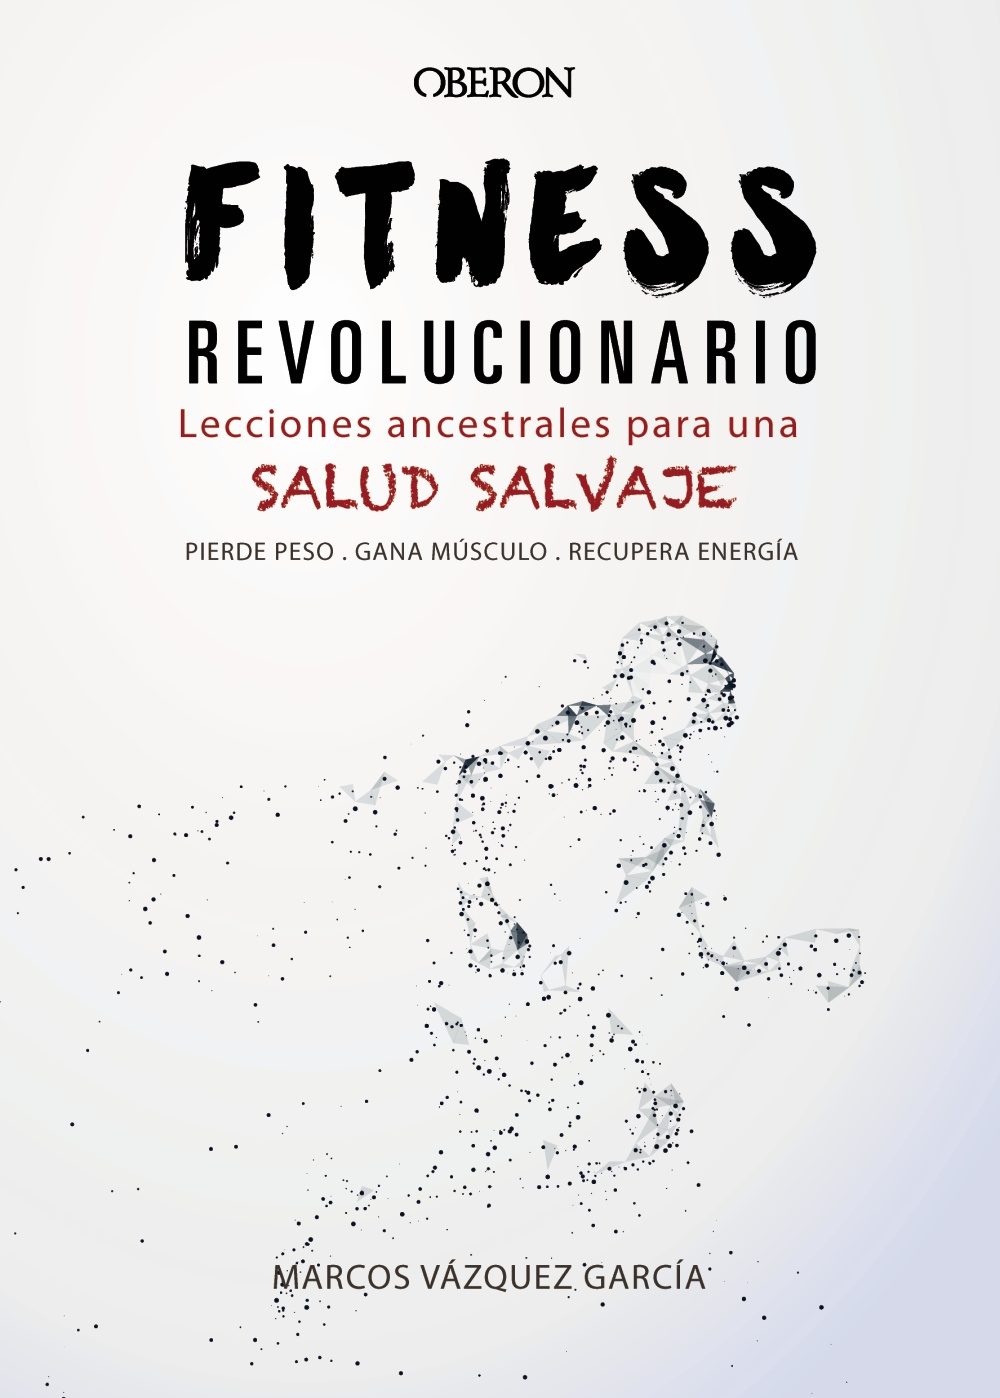 OBERON
FITNESS
REVOLUCIONARIO
Lecciones ancestrales para una
SALUD SALVAJE
PIERDE PESO . GANA MÚSCULO . RECUPERA ENERGÍA
MARCOS VÁZQUEZ GARCÍA